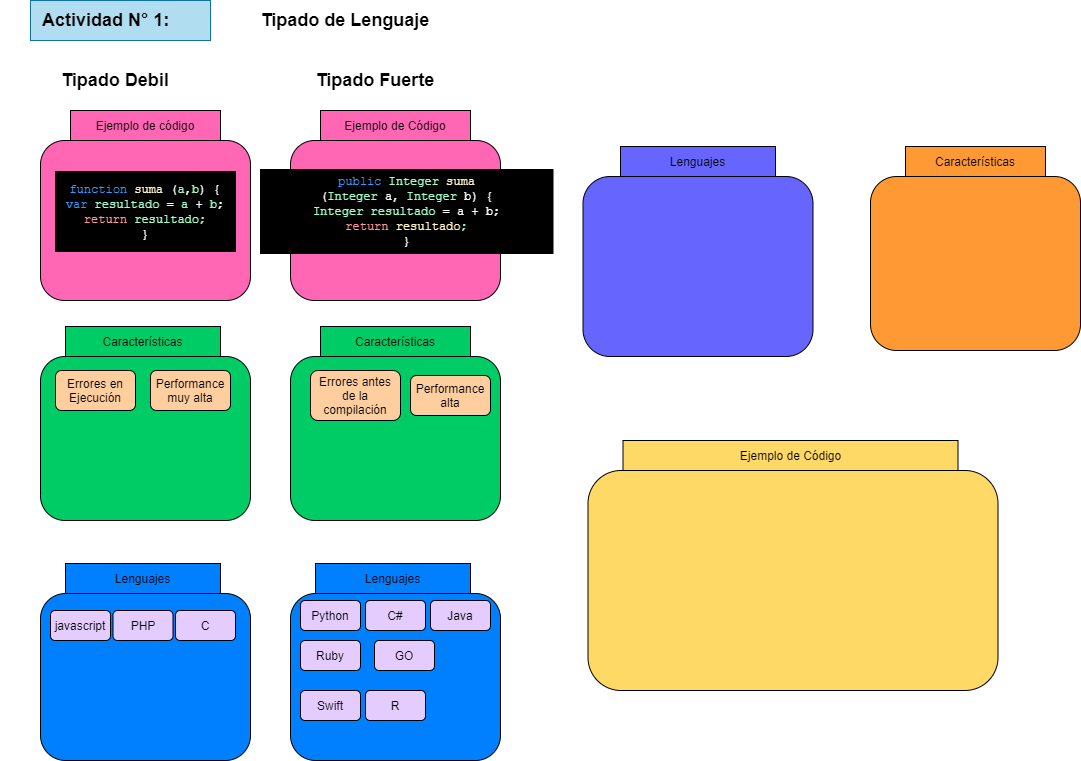 Actividad N° 1:
Tipado de Lenguaje
Tipado Debil
Tipado Fuerte
Ejemplo de código
function suma (a,b) {
var resultado = a + b;
return resultado;
}
Ejemplo de Código
public Integer suma
(Integer a, Integer b) {
Integer resultado = a + b;
return resultado;
}
Lenguajes
Características
Características
Errores en
Ejecución
Performance
muy alta
Características
Errores antes
de la
compilación
Performance
alta
Ejemplo de Código
Lenguajes
javascript
PHP
C
Lenguajes
Python
C#
Java
Ruby
GO
Swift
R